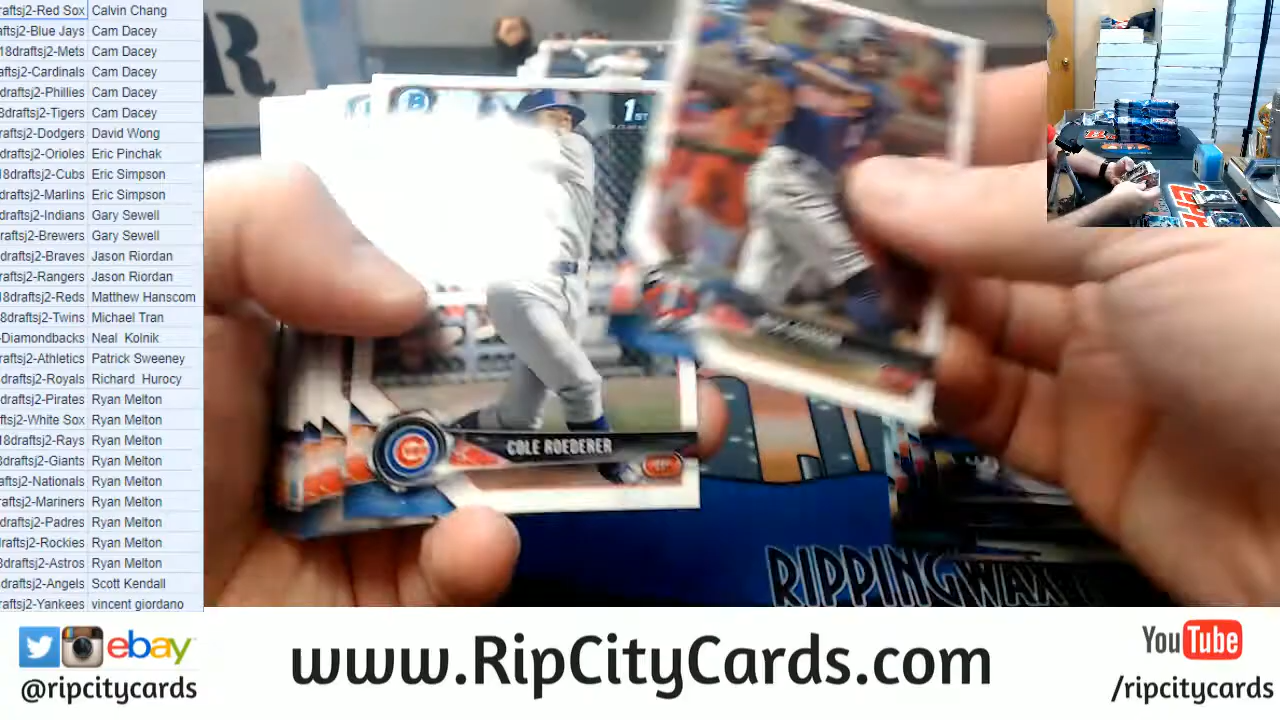 raftsj2-Red Sox Calvin Chang
raftsj2-Blue Jays Cam Dacey
18draftsj2-Mets Cam Dacey
aftsj2-Cardinals Cam Dacey
draftsj2-Phillies Cam Dacey
8draftsj2-Tigers Cam Dacey
draftsj2-Dodgers David Wong
draftsj2-Orioles Eric Pinchak
18draftsj2-Cubs Eric Simpson
draftsj2-Marlins Eric Simpson
draftsj2-Indians Gary Sewell
draftsj2-Brewers Gary Sewell
draftsj2-Braves Jason Riordan
draftsj2-Rangers Jason Riordan
18draftsj2-Reds Matthew Hanscom
8draftsj2-Twins Michael Tran
-Diamondbacks Neal Kolnik
raftsj2-Athletics Patrick Sweeney
draftsj2-Royals Richard Hurocy
draftsj2-Pirates Ryan Melton
ftsj2-White Sox Ryan Melton
18draftsj2-Rays Ryan Melton
8draftsj2-Giants Ryan Melton
aftsj2-Nationals Ryan Melton
raftsj2-Mariners Ryan Melton
draftsj2-Padres Ryan Melton
raftsj2-Rockies Ryan Melton
8draftsj2-Astros Ryan Melton
draftsj2-Angels Scott Kendall
raftsj2-Yankees vincent giordano
B
1ST
COLE ROEDERER
RIPPINGWAX
ebay
@ripcitycards
www.RipCityCards.com
YouTube
/ripcitycards